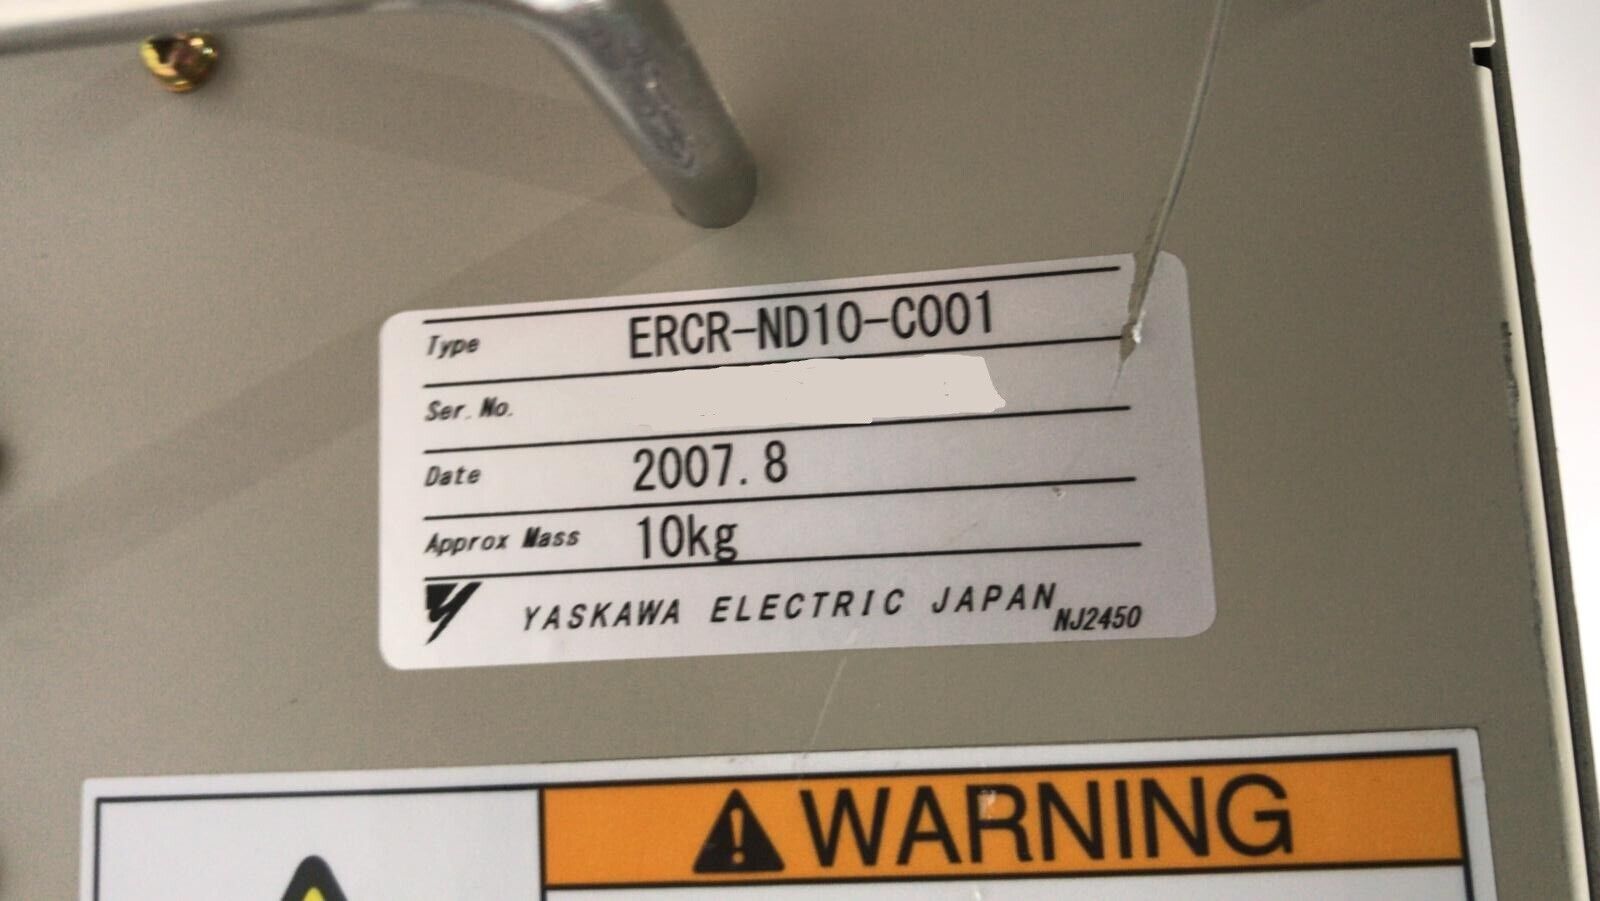 Type ERCR-ND10-C001
Ser. No.
Date 2007. 8
Approx Mass 10kg
YASKAWA ELECTRIC JAPAN
NJ2450
WARNING